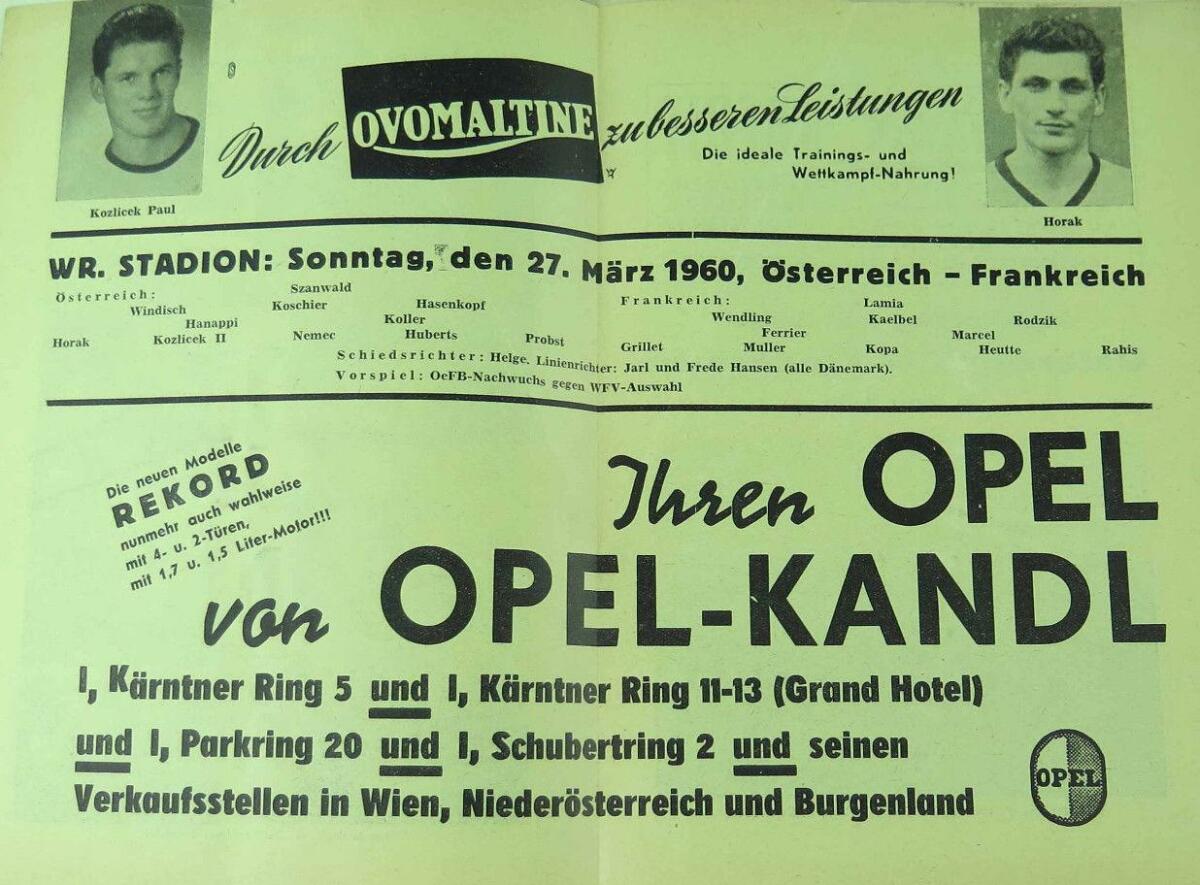 Durch OVOMALTINE zu besseren Leistungen
Die ideale Trainings- und
Wettkampf-Nahrung!
Kozlicek Paul
Horak
WR. STADION: Sonntag, den 27. März 1960, Österreich – Frankreich
Österreich:
Szanwald
Windisch Koschier Hasenkopf
Hanappi Koller
Horak Kozlicek II Nemec Huberts Probst
Frankreich: Lamia
Wendling Kaelbel Rodzik
Ferrier Marcel
Grillet Muller Kopa Heutte Rahis
Schiedsrichter: Helge. Linienrichter: Jarl und Frede Hansen (alle Dänemark).
Vorspiel: OeFB-Nachwuchs gegen WFV-Auswahl
Die neuen Modelle
REKORD
nunmehr auch wahlweise
mit 4- u. 2-Türen,
mit 1,7 u. 1,5 Liter-Motor!!!
Ihren OPEL
von OPEL-KANDL
I, Kärntner Ring 5 und I, Kärntner Ring 11-13 (Grand Hotel)
und I, Parkring 20 und I, Schubertring 2 und seinen
Verkaufsstellen in Wien, Niederösterreich und Burgenland
OPEL